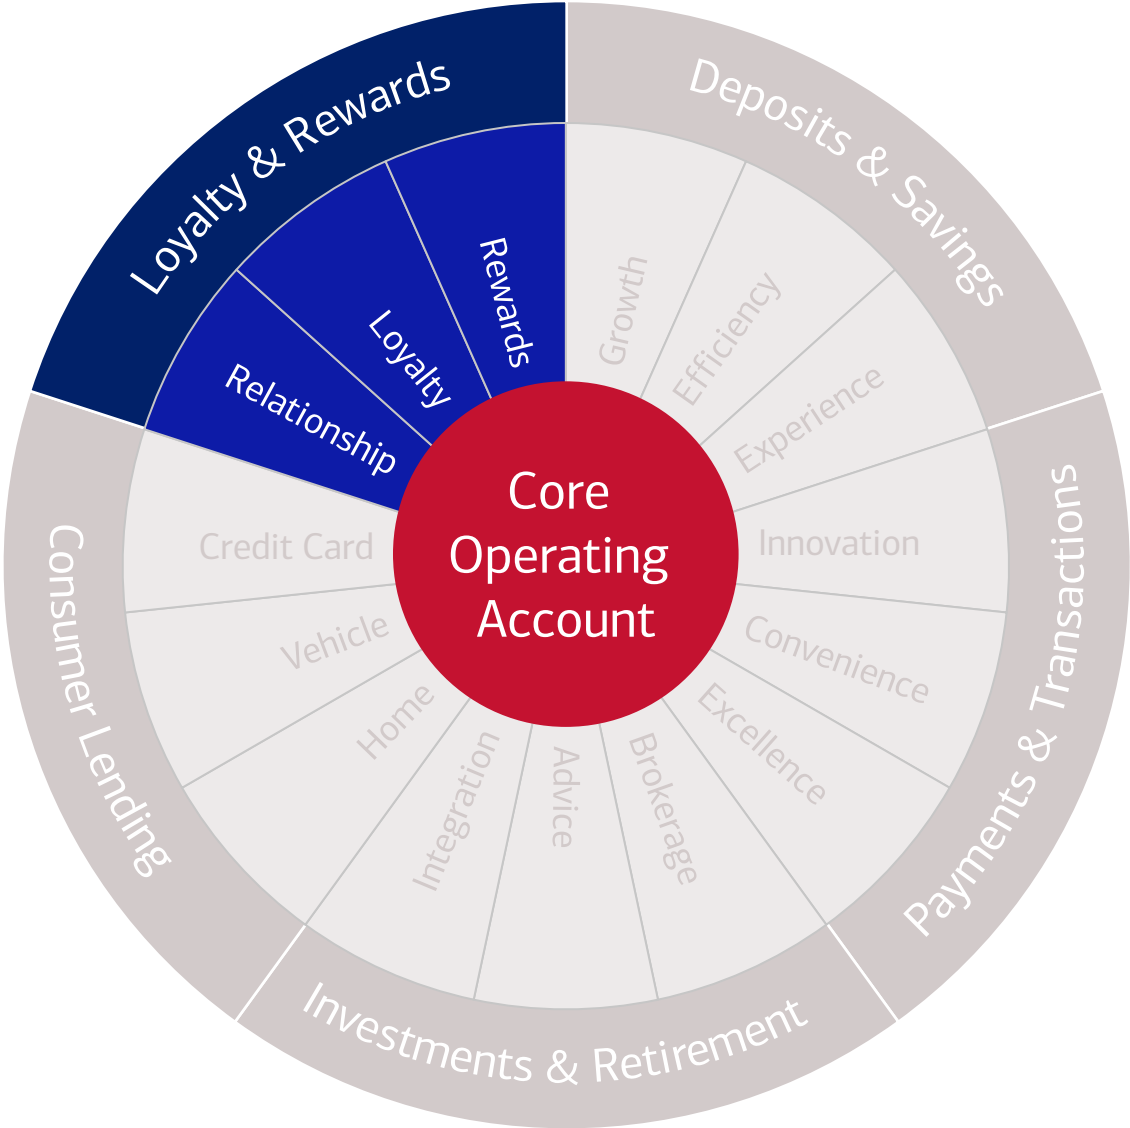 Loyalty & Rewards
Relationship
Loyalty
Rewards
Deposits & Savings
Growth
Efficiency
Experience
Payments & Transactions
Innovation
Convenience
Excellence
Investments & Retirement
Brokerage
Advice
Integration
Consumer Lending
Home
Vehicle
Credit Card
Core
Operating
Account